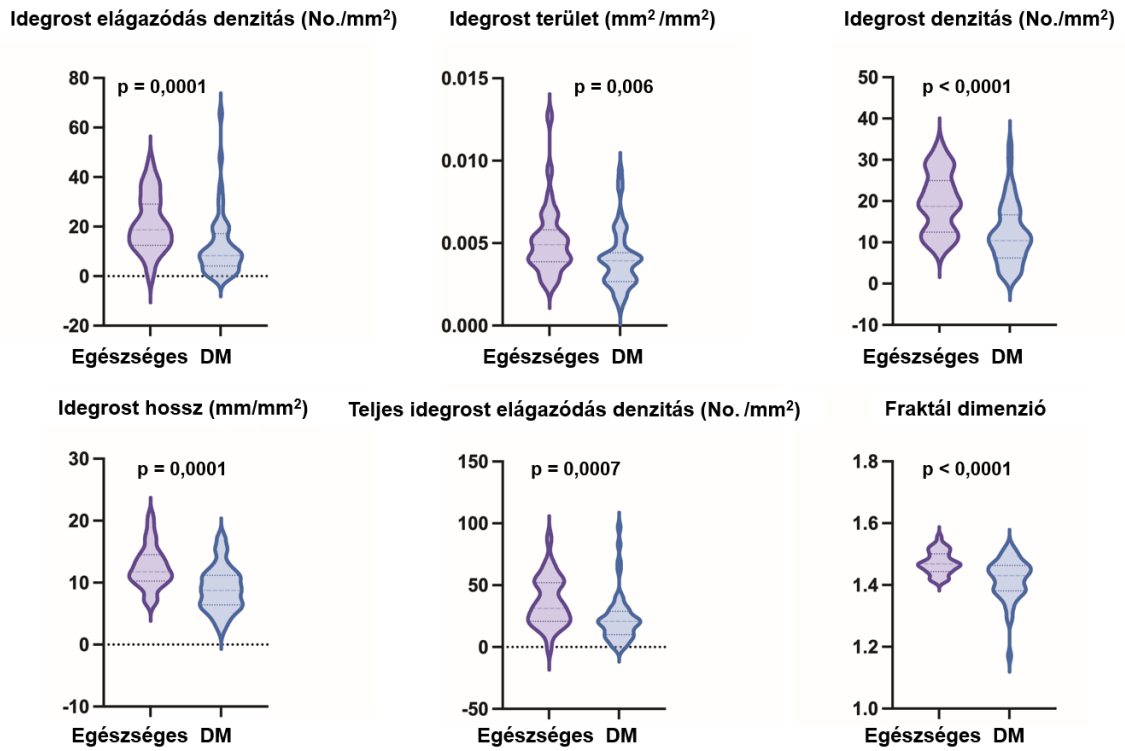 Idegrost elágazódás denzitás (No./mm²)
Idegrost terület (mm² /mm²)
Idegrost denzitás (No./mm²)
p = 0,0001
80
60
40
20
0
-20
Egészséges DM
p = 0,006
0.015
0.010
0.005
0.000
Egészséges DM
p < 0,0001
50
40
30
20
10
0
-10
Egészséges DM
Idegrost hossz (mm/mm²)
Teljes idegrost elágazódás denzitás (No. /mm²)
Fraktál dimenzió
p = 0,0001
30
20
10
0
-10
Egészséges DM
p = 0,0007
150
100
50
0
-50
Egészséges DM
p < 0,0001
1.8
1.6
1.4
1.2
1.0
Egészséges DM